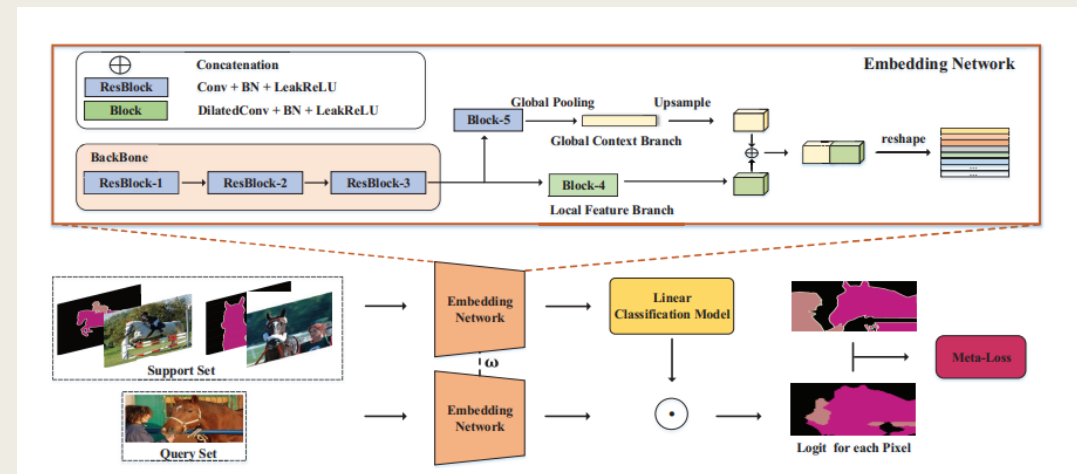 Embedding Network
⊕ Concatenation
ResBlock Conv + BN + LeakReLU
Block DilatedConv + BN + LeakReLU
Block-5
Global Pooling
Upsample
Global Context Branch
reshape
BackBone
ResBlock-1
ResBlock-2
ResBlock-3
Block-4
Local Feature Branch
⊕
...
...
Support Set
Embedding
Network
Linear
Classification Model
ω
Meta-Loss
Query Set
Embedding
Network
Logit for each Pixel